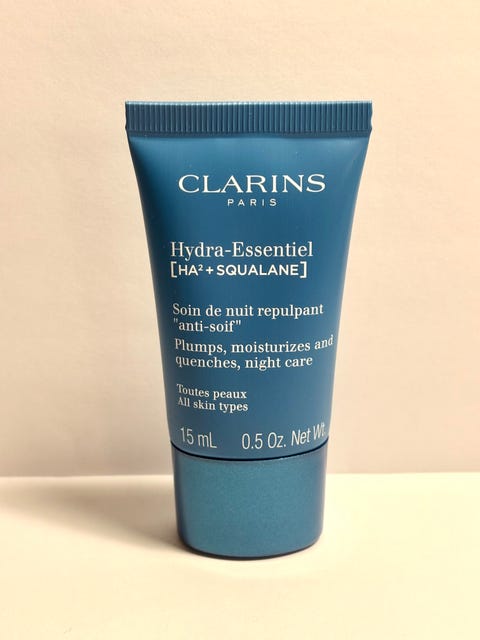 CLARINS
PARIS
Hydra-Essentiel
[HA² + SQUALANE]
Soin de nuit repulpant
"anti-soif"
Plumps, moisturizes and
quenches, night care
Toutes peaux
All skin types
15 mL 0.5 Oz. Net Wt.